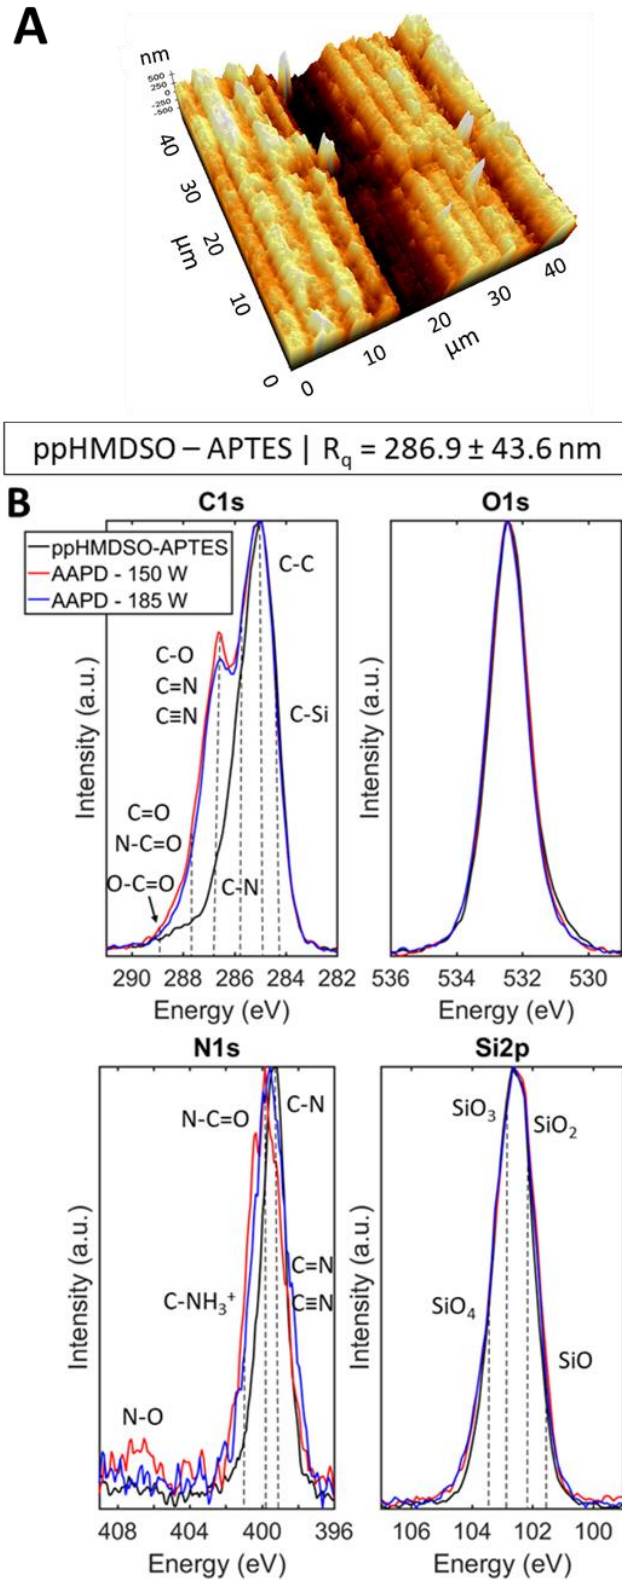 A
nm
500
250
0
-250
-500
40
30
20
10
0
μm
0
10
20
30
40
μm
ppHMDSO – APTES | Rq = 286.9 ± 43.6 nm
B
C1s
ppHMDSO-APTES
AAPD - 150 W
AAPD - 185 W
C-C
C-O
C=N
C≡N
C-Si
C=O
N-C=O
O-C=O
C-N
Intensity (a.u.)
290 288 286 284 282
Energy (eV)
O1s
Intensity (a.u.)
536 534 532 530
Energy (eV)
N1s
N-C=O
C-N
C=N
C-NH₃⁺
C≡N
N-O
Intensity (a.u.)
408 404 400 396
Energy (eV)
Si2p
SiO₃
SiO₂
SiO₄
SiO
Intensity (a.u.)
106 104 102 100
Energy (eV)